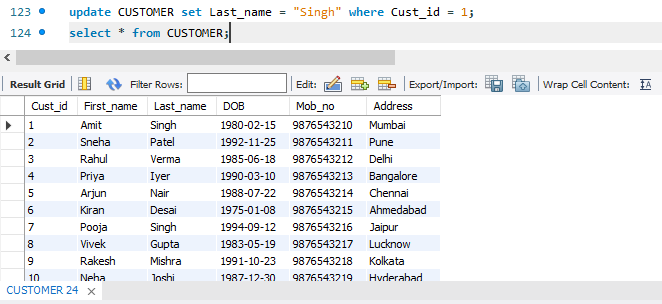 123 update CUSTOMER set Last_name = "Singh" where Cust_id = 1;
124 select * from CUSTOMER;
Result Grid Filter Rows: Edit: Export/Import: Wrap Cell Content:
Cust_id First_name Last_name DOB Mob_no Address
1 Amit Singh 1980-02-15 9876543210 Mumbai
2 Sneha Patel 1992-11-25 9876543211 Pune
3 Rahul Verma 1985-06-18 9876543212 Delhi
4 Priya Iyer 1990-03-10 9876543213 Bangalore
5 Arjun Nair 1988-07-22 9876543214 Chennai
6 Kiran Desai 1975-01-08 9876543215 Ahmedabad
7 Pooja Singh 1994-09-12 9876543216 Jaipur
8 Vivek Gupta 1983-05-19 9876543217 Lucknow
9 Rakesh Mishra 1991-10-23 9876543218 Kolkata
10 Neha Joshi 1987-12-30 9876543219 Hyderabad
CUSTOMER 24